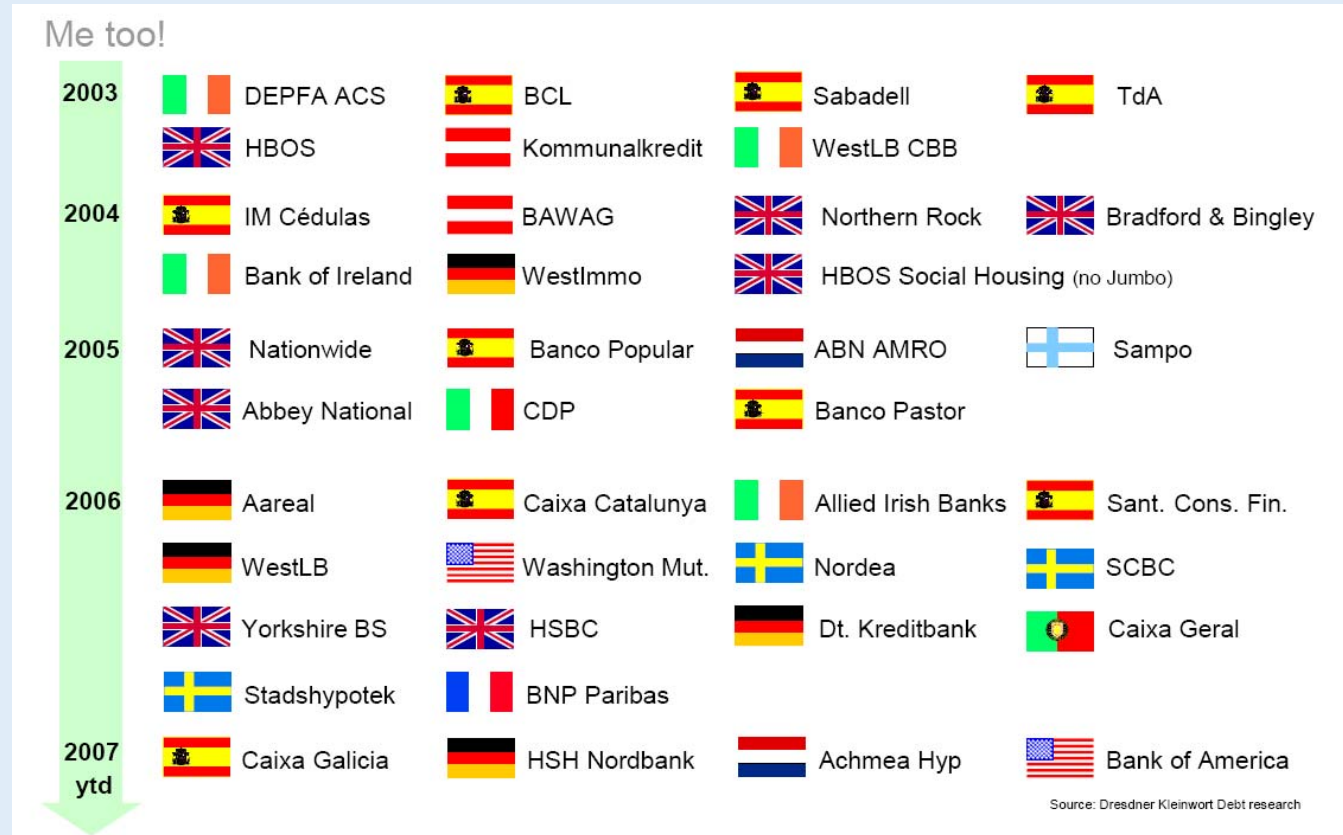 Me too!
2003 DEPFA ACS BCL Sabadell TdA
HBOS Kommunalkredit WestLB CBB
2004 IM Cédulas BAWAG Northern Rock Bradford & Bingley
Bank of Ireland WestImmo HBOS Social Housing (no Jumbo)
2005 Nationwide Banco Popular ABN AMRO Sampo
Abbey National CDP Banco Pastor
2006 Aareal Caixa Catalunya Allied Irish Banks Sant. Cons. Fin.
WestLB Washington Mut. Nordea SCBC
Yorkshire BS HSBC Dt. Kreditbank Caixa Geral
Stadshypotek BNP Paribas
2007 ytd Caixa Galicia HSH Nordbank Achmea Hyp Bank of America
Source: Dresdner Kleinwort Debt research